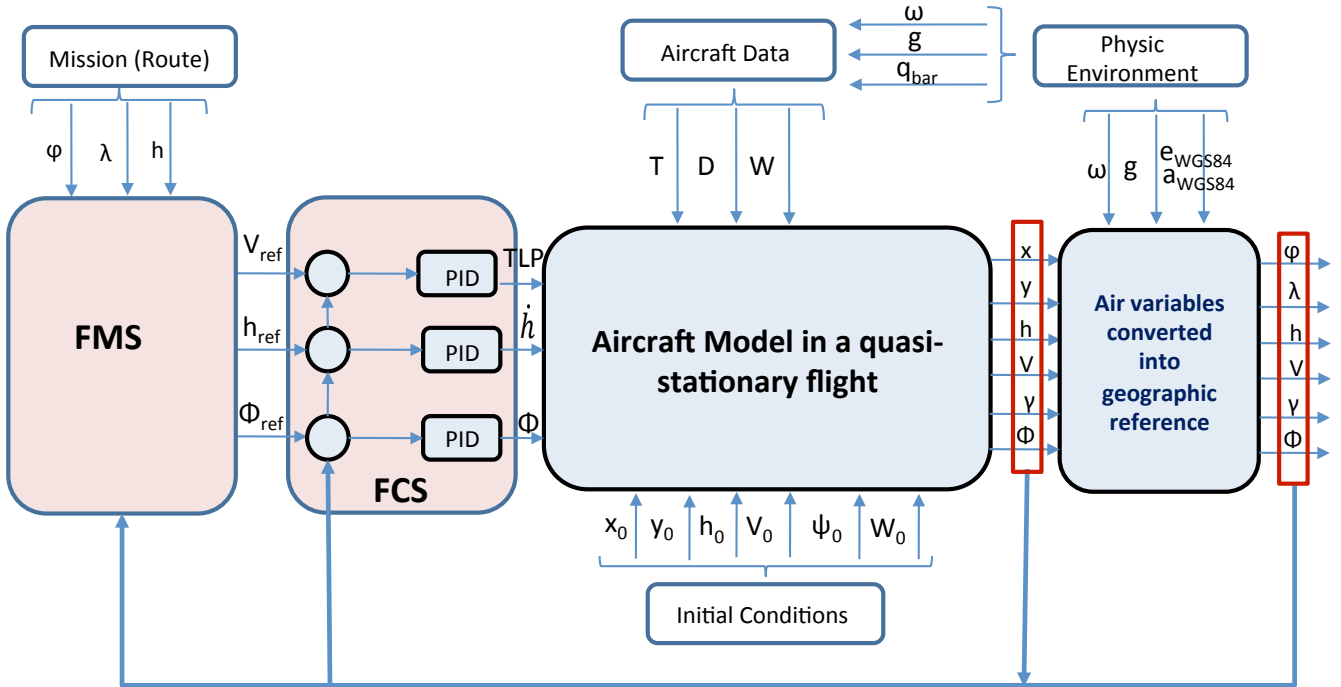 Mission (Route)
φ λ h
Aircraft Data
ω
g
q_bar
Physic
Environment
T D W
ω g e_WGS84
a_WGS84
FMS
V_ref
h_ref
Φ_ref
PID
PID
PID
FCS
TLP
ḣ
Φ
Aircraft Model in a quasi-
stationary flight
x
y
h
V
γ
Φ
Air variables
converted
into
geographic
reference
φ
λ
h
V
γ
Φ
x_0 y_0 h_0 V_0 ψ_0 W_0
Initial Conditions